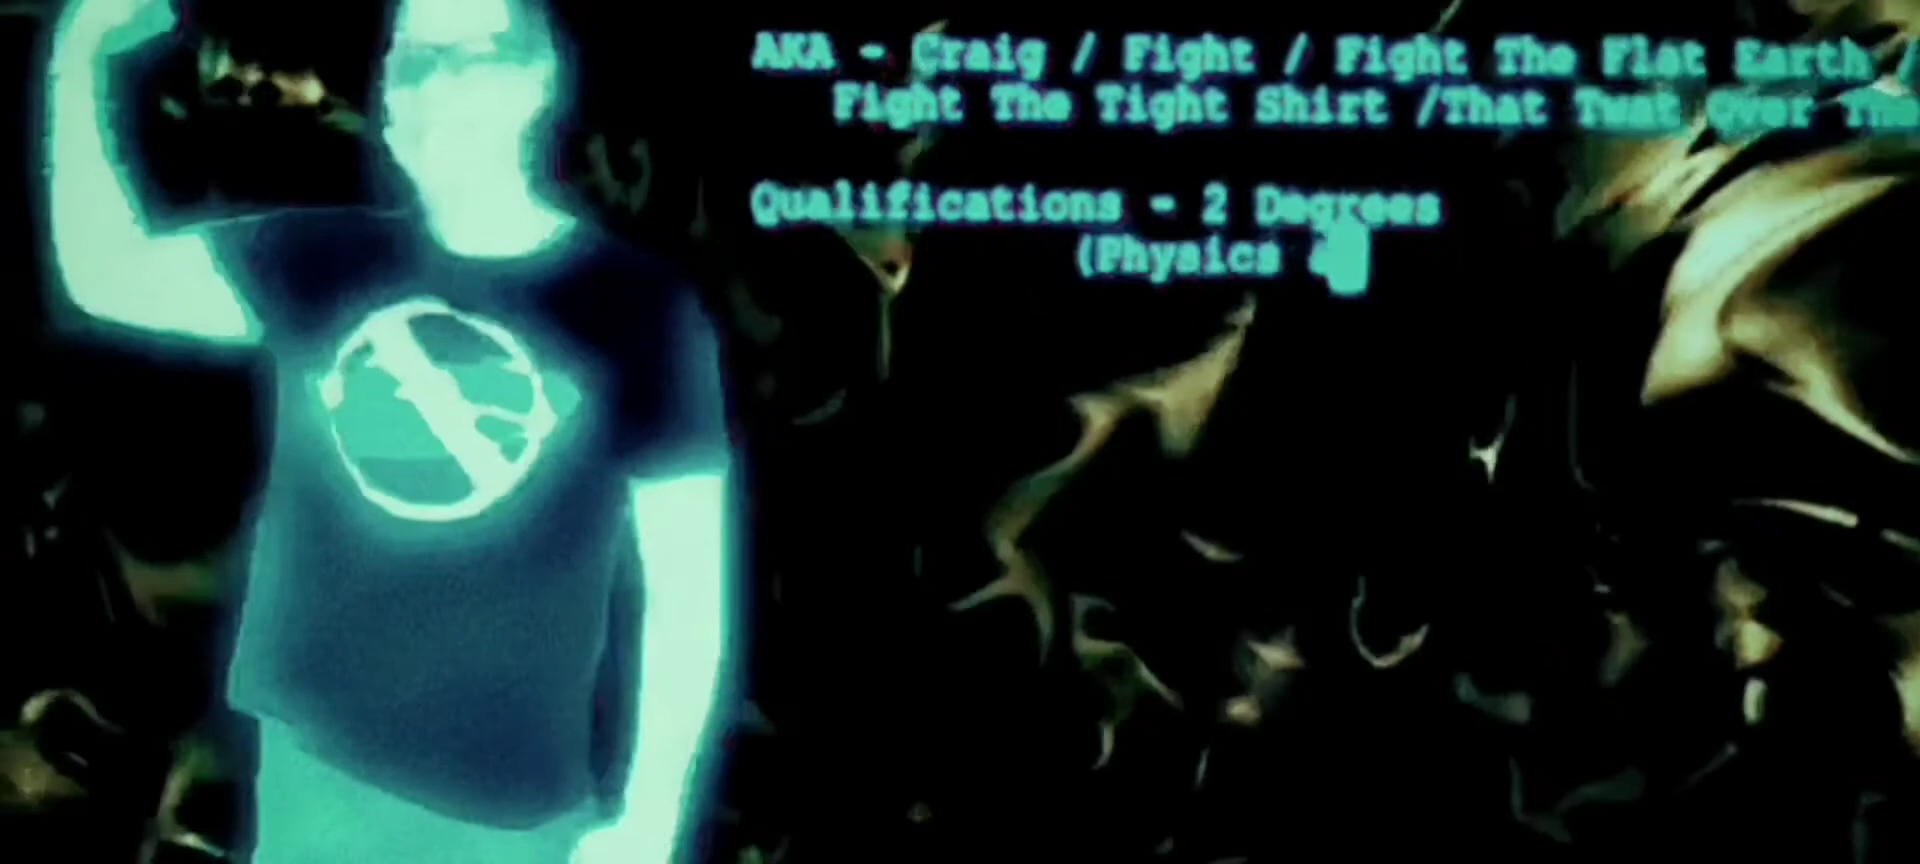 AKA - Craig / Fight / Fight The Flat Earth /
Fight The Tight Shirt /That Twat Over The
Qualifications - 2 Degrees
(Physics